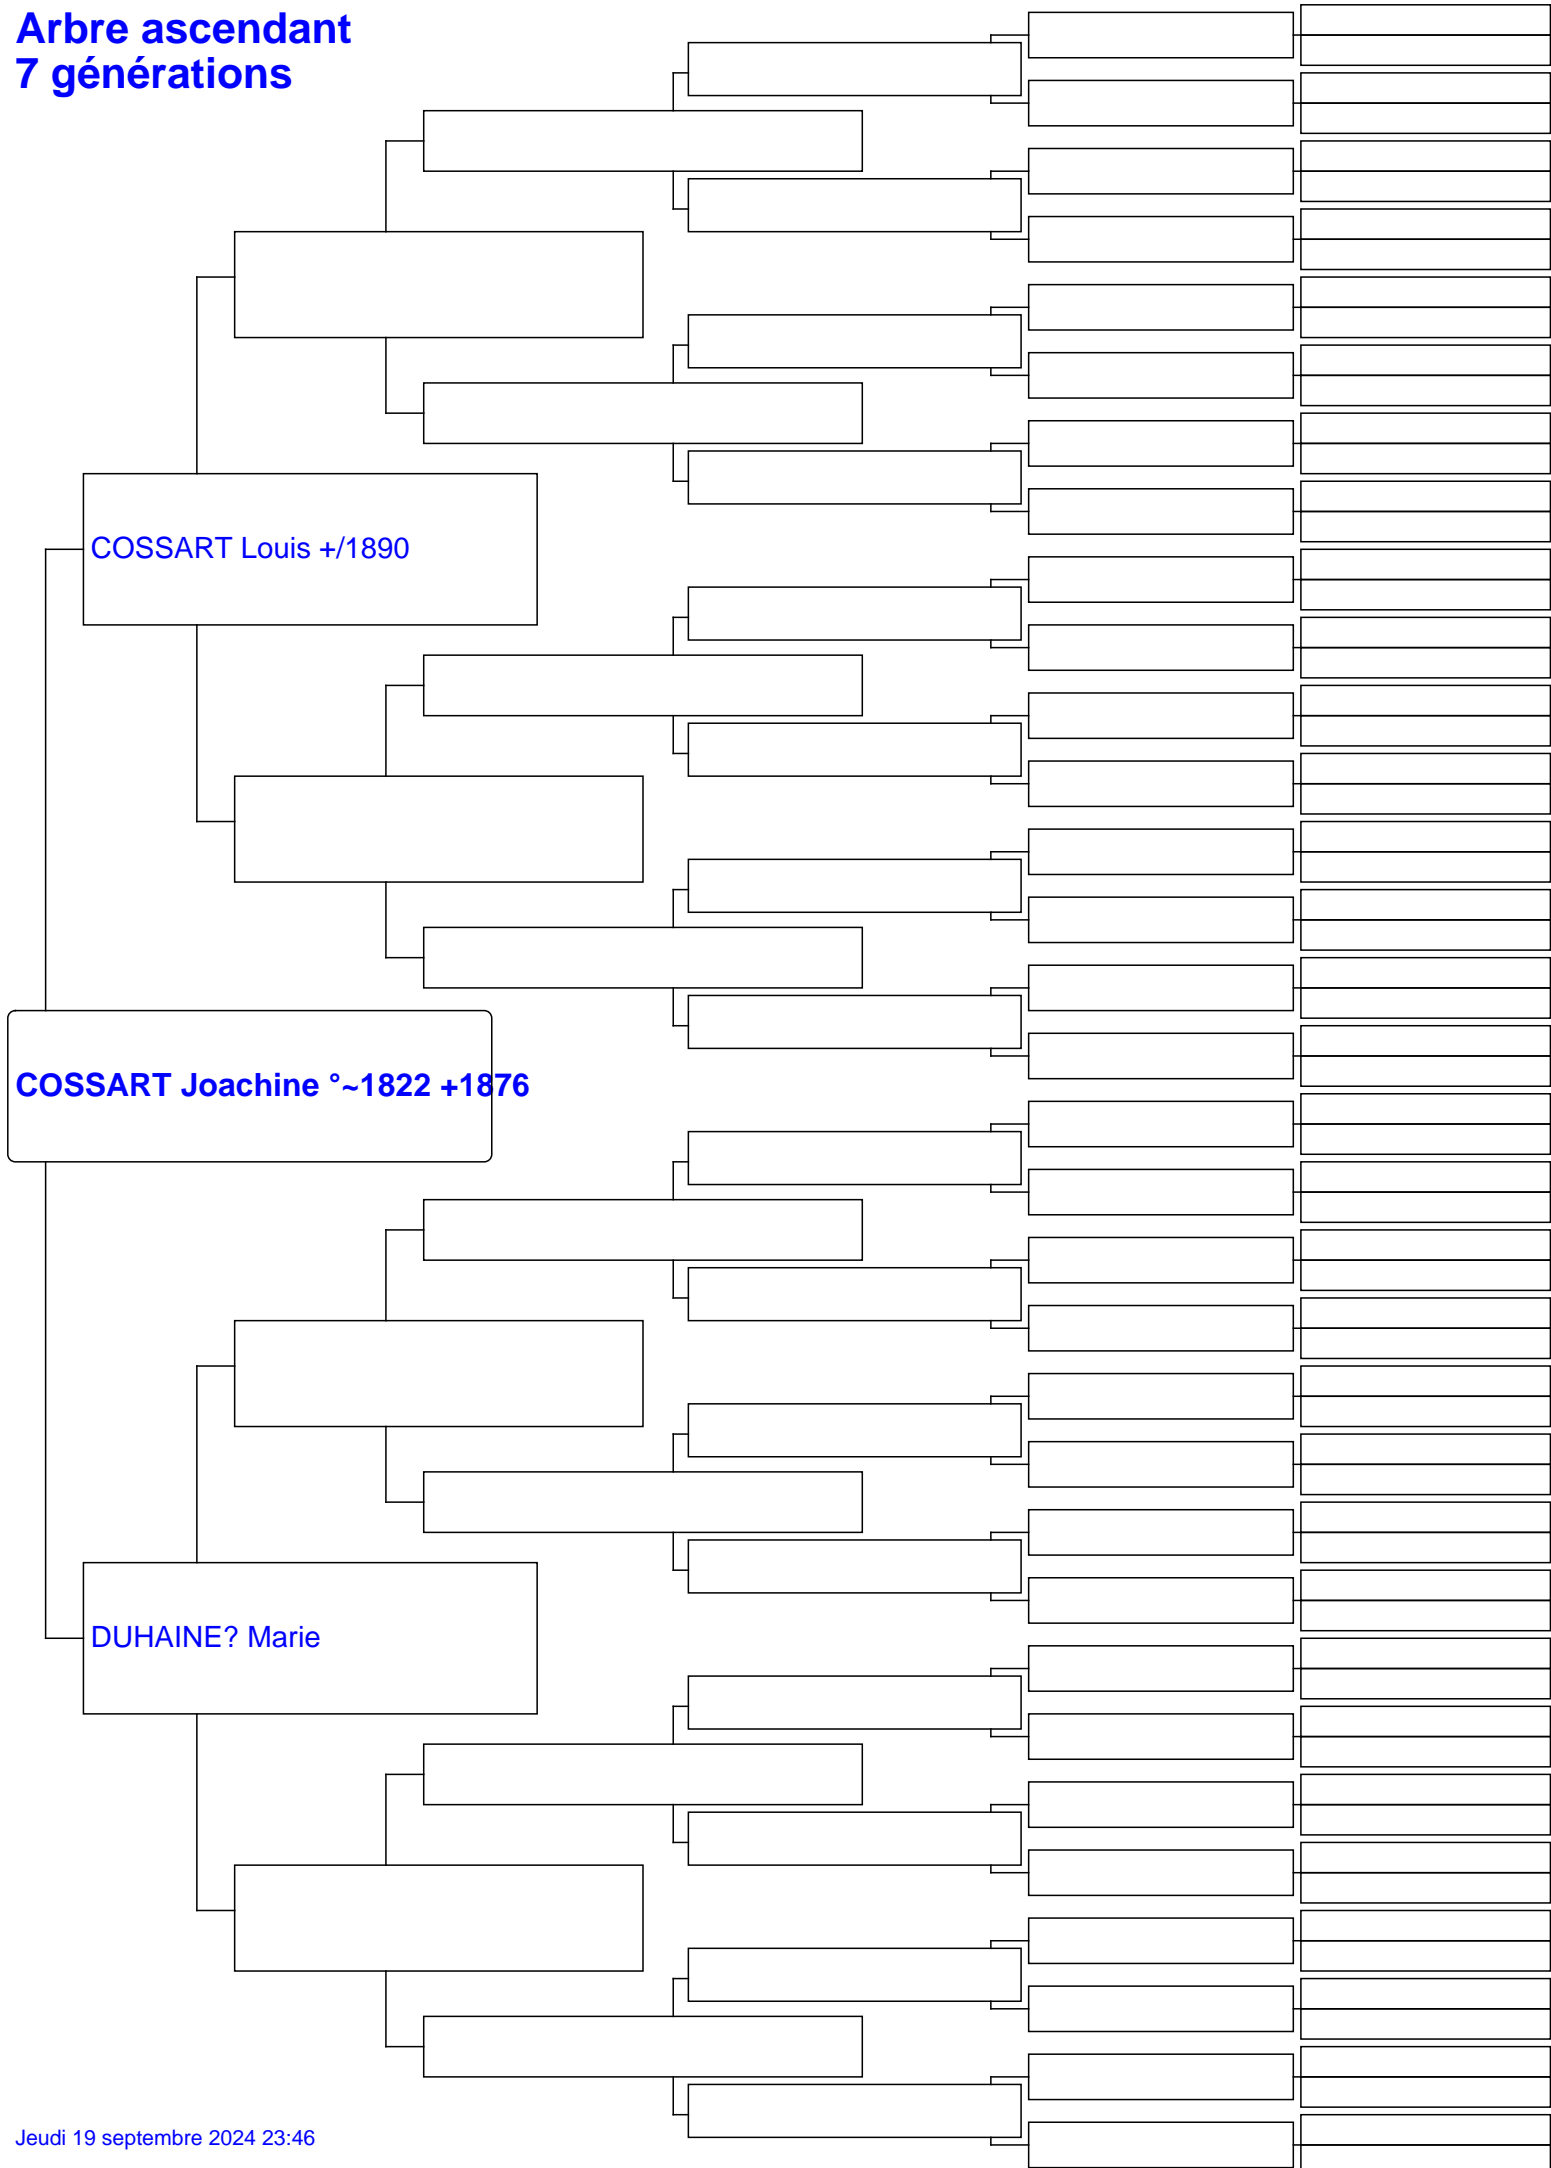 Arbre ascendant
7 générations
COSSART Louis +/1890
COSSART Joachine °~1822 +1876
DUHAINE? Marie
Jeudi 19 septembre 2024 23:46